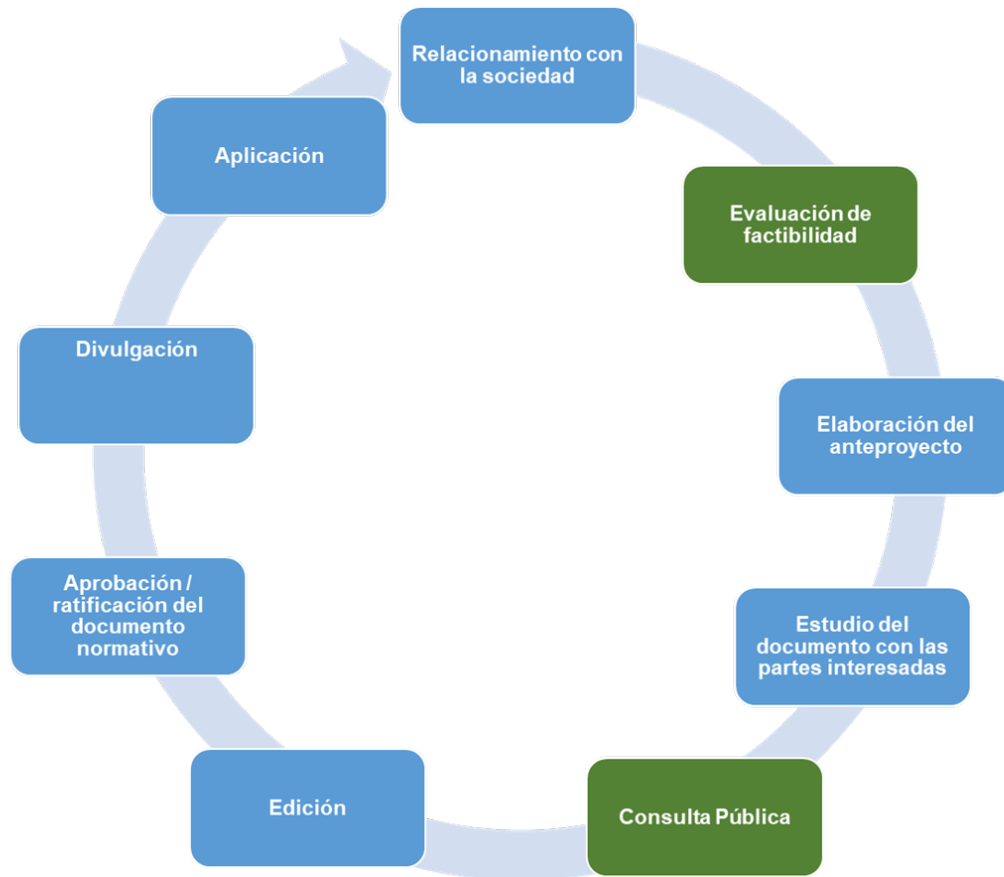 Relacionamiento con
la sociedad
Evaluación de
factibilidad
Elaboración del
anteproyecto
Estudio del
documento con las
partes interesadas
Consulta Pública
Edición
Aprobación /
ratificación del
documento
normativo
Divulgación
Aplicación